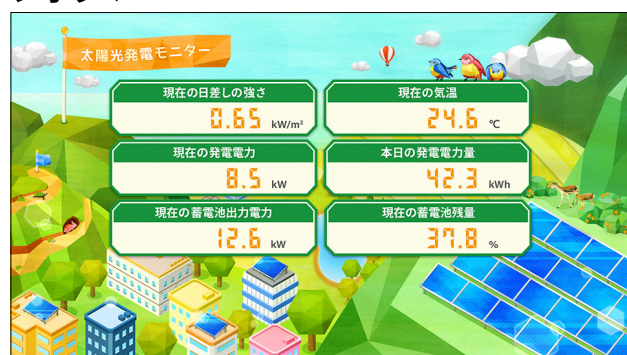 太陽光発電モニター
現在の日差しの強さ
0.65 kW/m²
現在の気温
24.6 ℃
現在の発電電力
8.5 kW
本日の発電電力量
42.3 kWh
現在の蓄電池出力電力
12.6 kW
現在の蓄電池残量
37.8 %